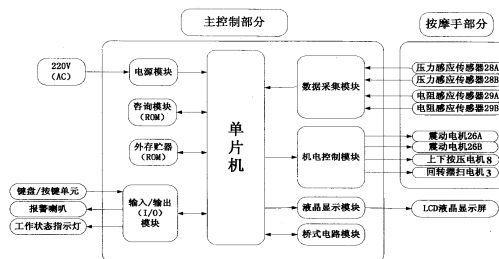 主控制部分
按摩手部分
220V
(AC)
电源模块
咨询模块
(ROM)
外存贮器
(ROM)
键盘/按键单元
报警喇叭
工作状态指示灯
输入/输出
(I/O)
模块
单片机
数据采集模块
机电控制模块
液晶显示模块
桥式电路模块
压力感应传感器28A
压力感应传感器28B
电阻感应传感器29A
电阻感应传感器29B
震动电机26A
震动电机26B
上下按压电机8
回转摆扫电机3
LCD液晶显示屏